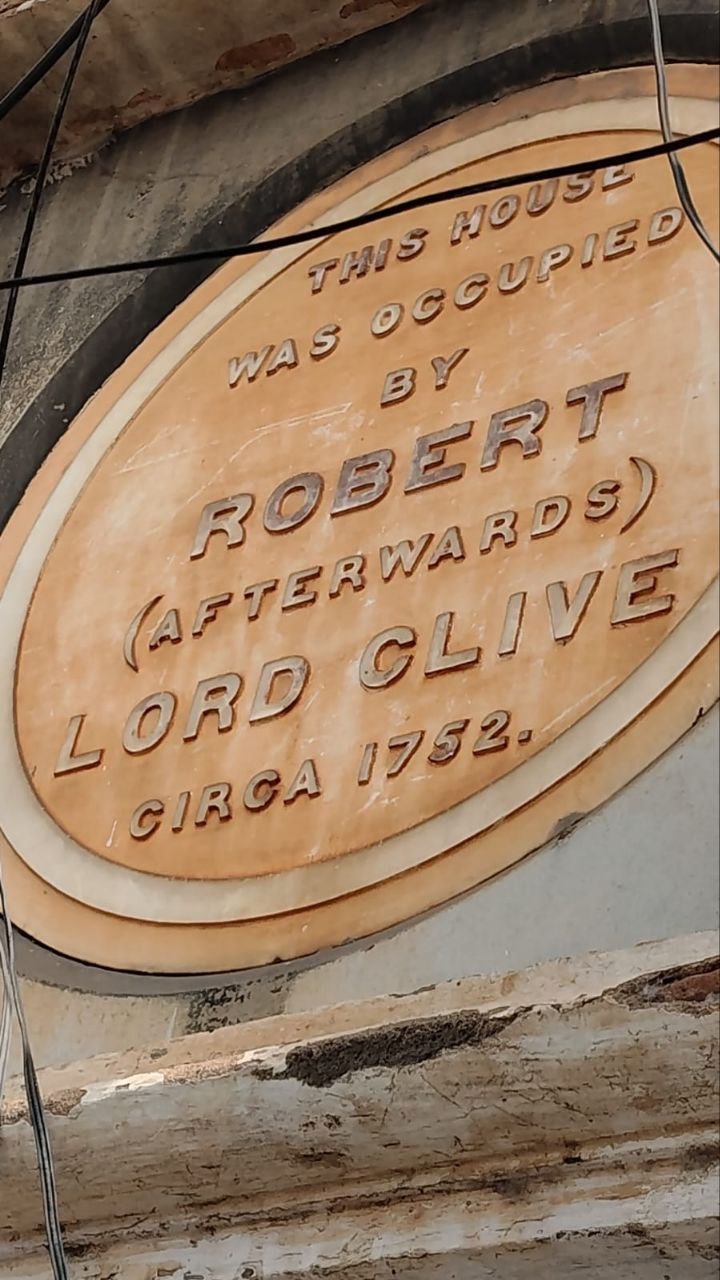 THIS HOUSE
WAS OCCUPIED
BY
ROBERT
(AFTERWARDS)
LORD CLIVE
CIRCA 1752.